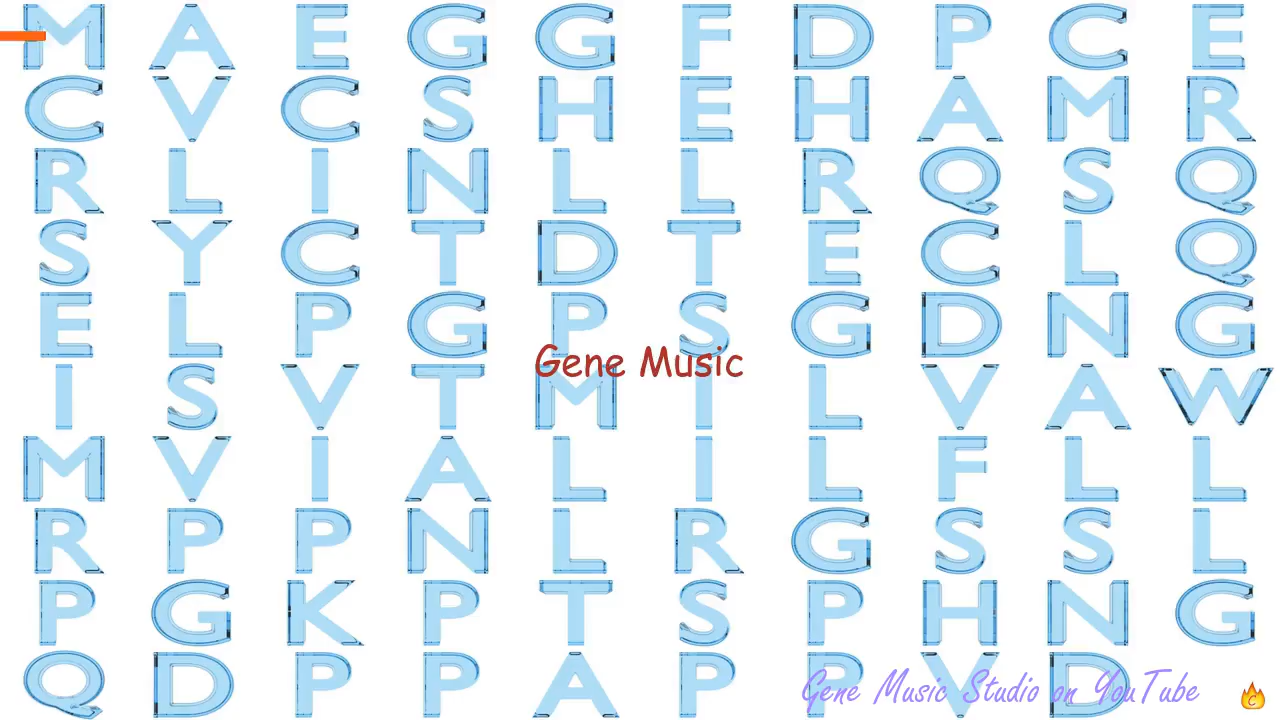 M A E G G F D P C E
C V C S H E H A M R
R L I N L L R Q S Q
S Y C T D T E C L Q
E L P G P S G D N G
Gene Music
I S V T M I L V A W
M V I A L I L F L L
R P P N L R G S S L
P G K P T S P H N G
Q D P P A P P V D
Gene Music Studio on YouTube